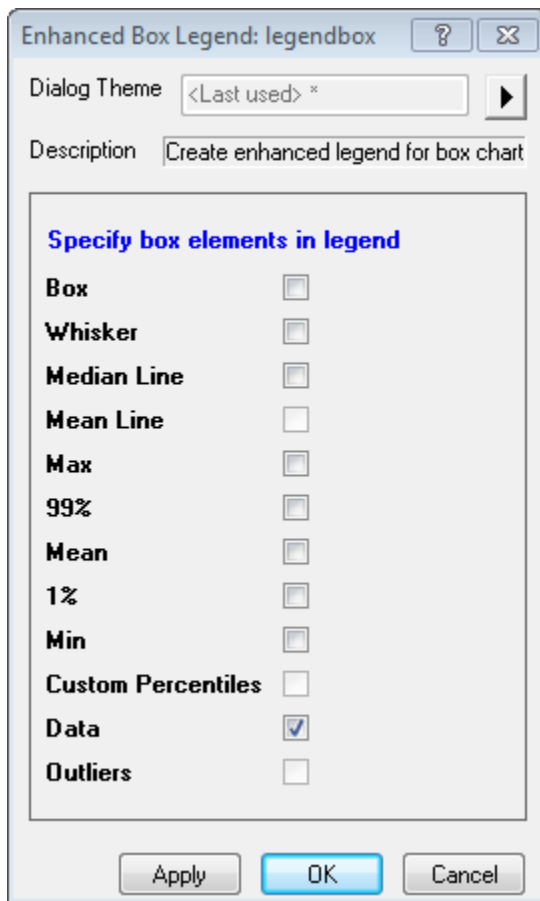 Enhanced Box Legend: legendbox
Dialog Theme <Last used> *
Description Create enhanced legend for box chart
Specify box elements in legend
Box
Whisker
Median Line
Mean Line
Max
99%
Mean
1%
Min
Custom Percentiles
Data
Outliers
Apply OK Cancel